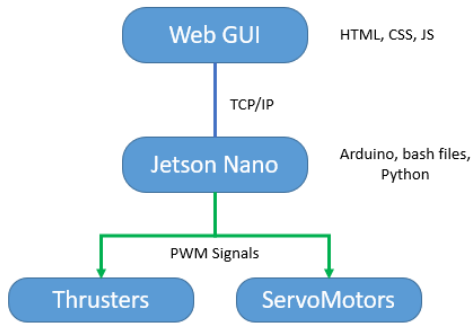 Web GUI
HTML, CSS, JS
TCP/IP
Jetson Nano
Arduino, bash files,
Python
PWM Signals
Thrusters
ServoMotors